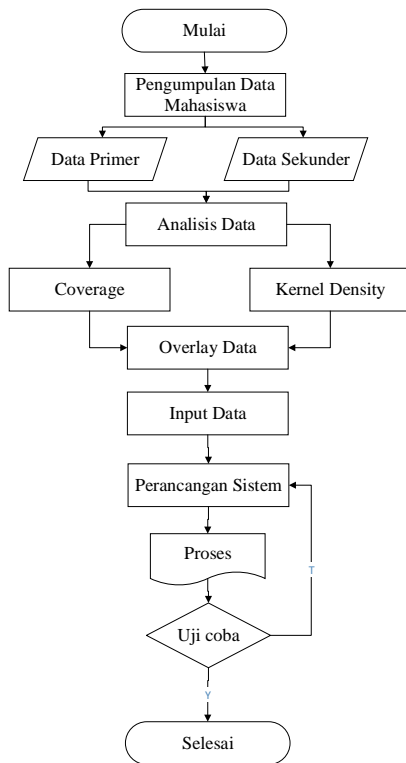 Mulai
Pengumpulan Data
Mahasiswa
Data Primer
Data Sekunder
Analisis Data
Coverage
Kernel Density
Overlay Data
Input Data
Perancangan Sistem
Proses
T
Uji coba
Y
Selesai